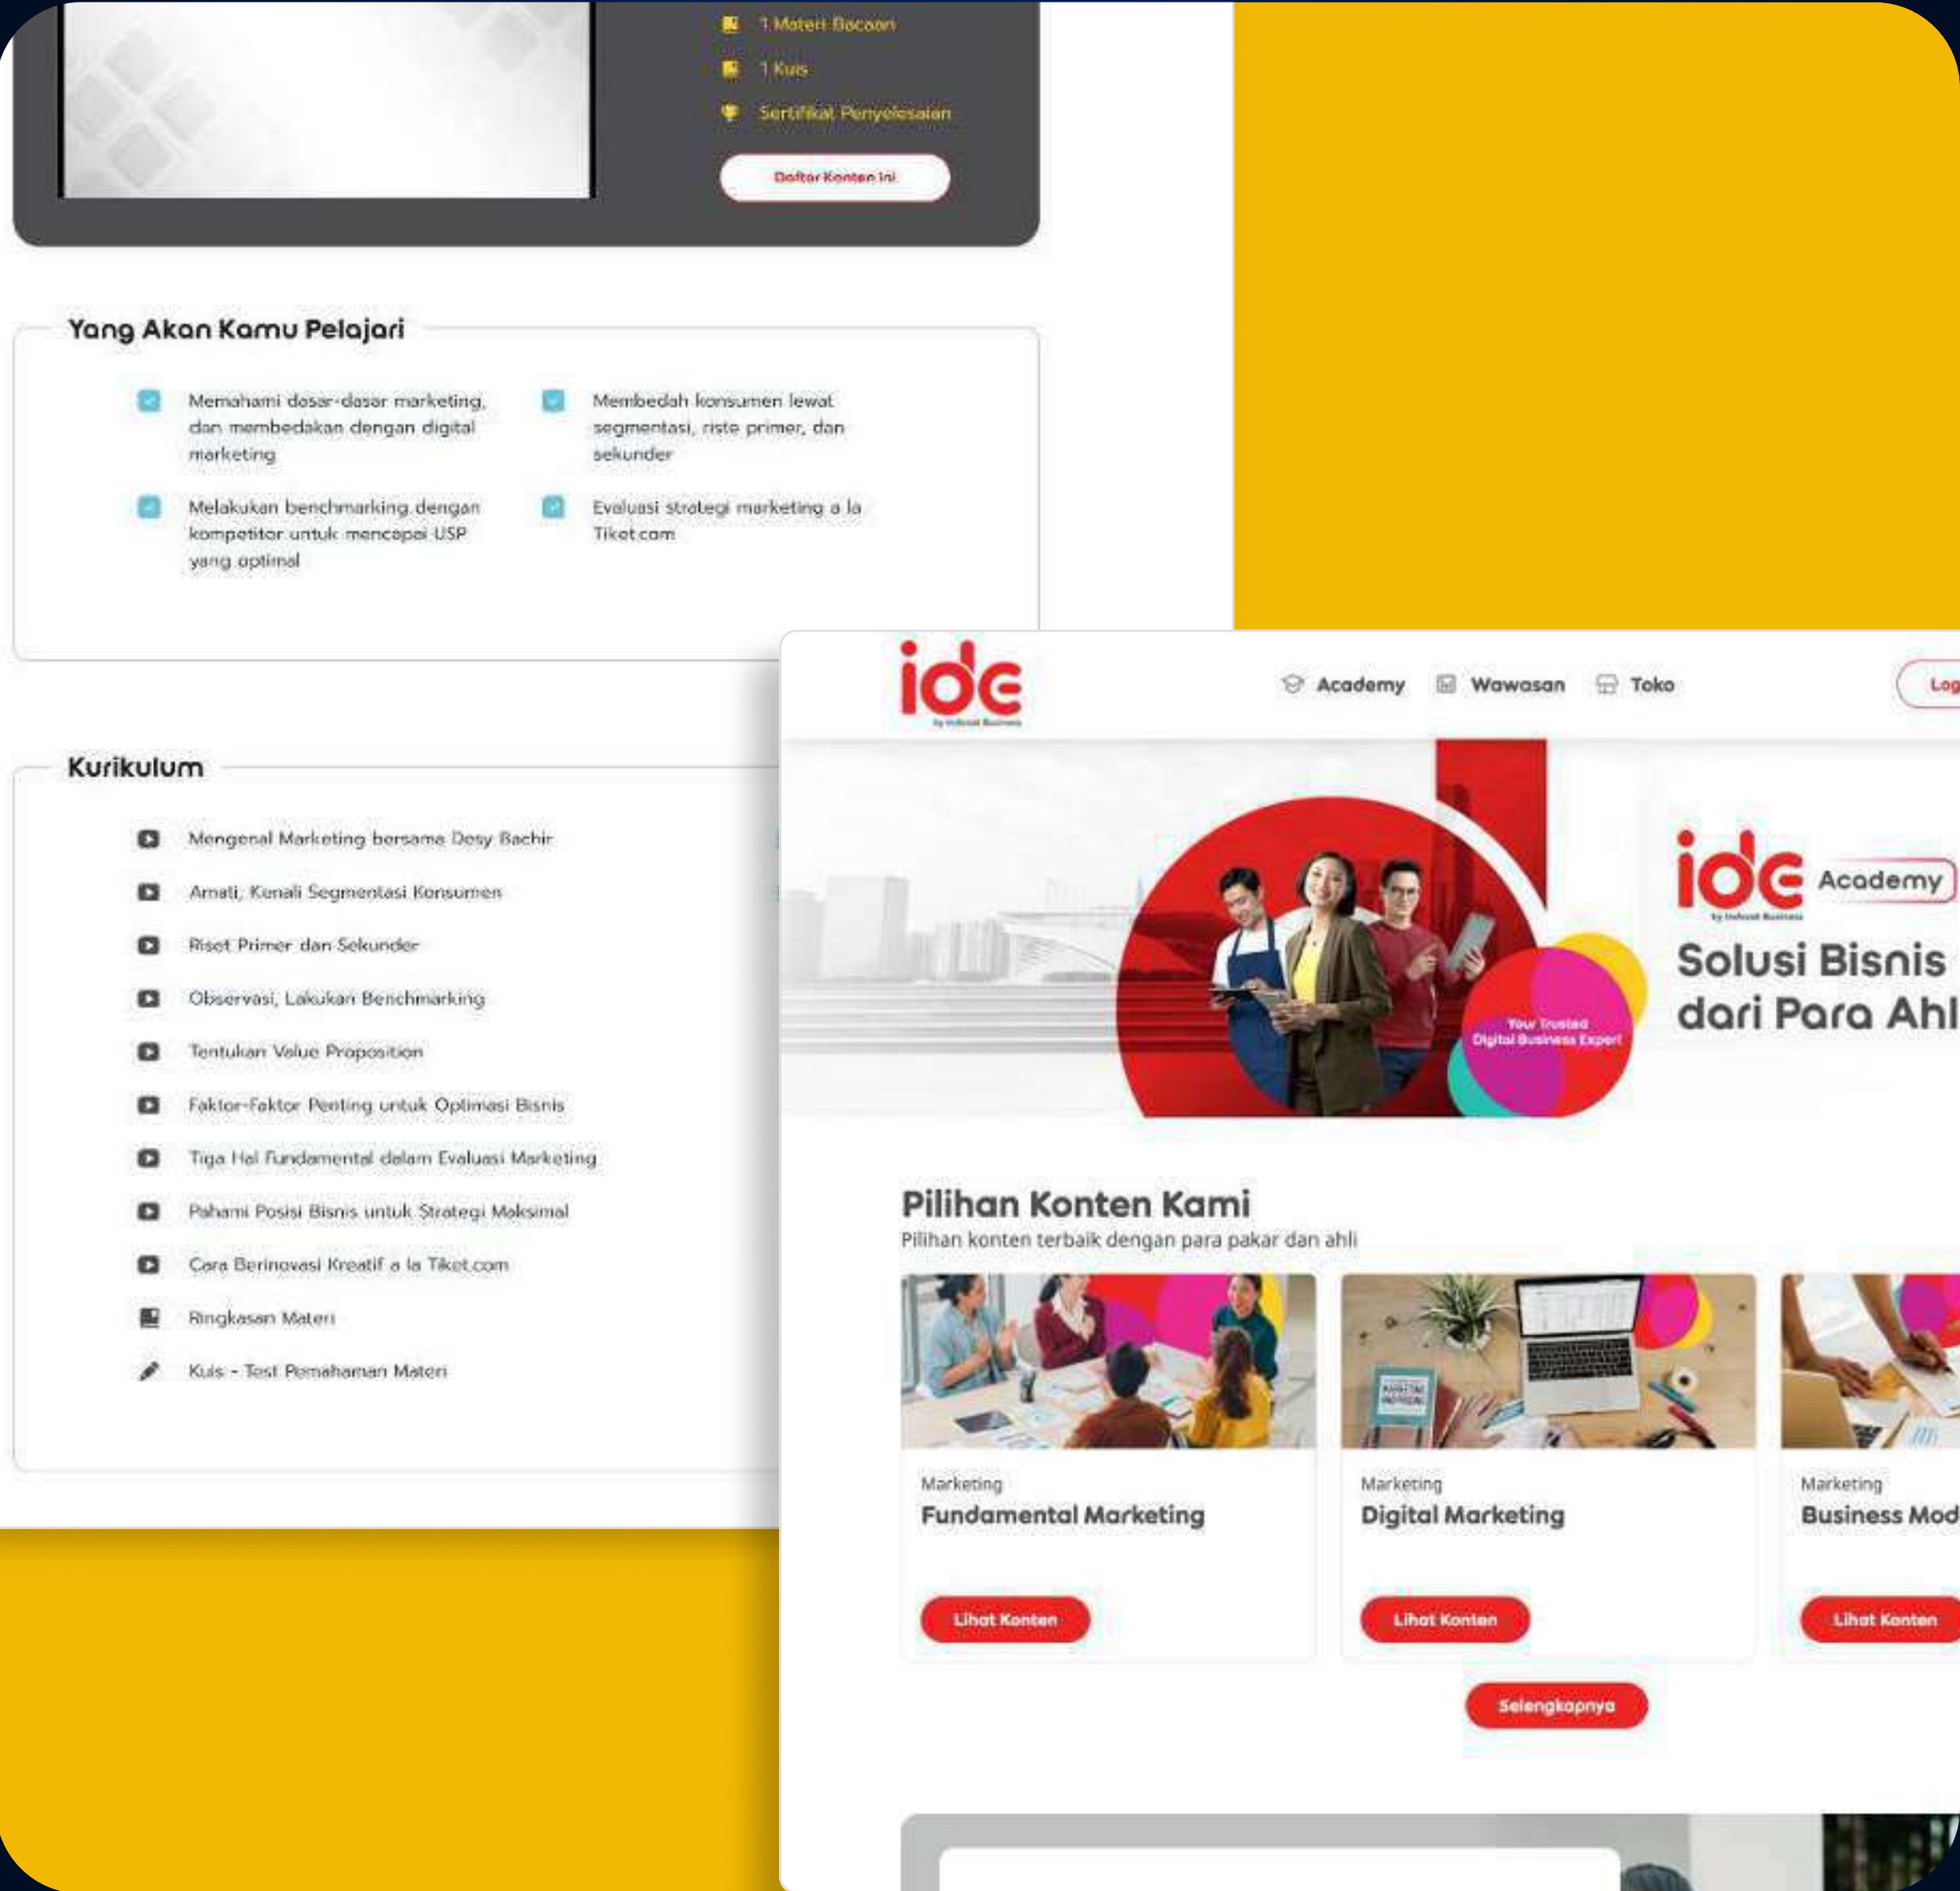 1 Materi Bacaan
1 Kuis
Sertifikat Penyelesaian
Daftar Konten Ini
Yang Akan Kamu Pelajari
Memahami dasar-dasar marketing,
dan membedakan dengan digital
marketing
Membedah konsumen lewat
segmentasi, riste primer, dan
sekunder
Melakukan benchmarking dengan
kompetitor untuk mencapai USP
yang optimal
Evaluasi strategi marketing a la
Tiket.com
Kurikulum
Mengenal Marketing bersama Desy Bachir
Amati, Kenali Segmentasi Konsumen
Riset Primer dan Sekunder
Observasi, Lakukan Benchmarking
Tentukan Value Proposition
Faktor-Faktor Penting untuk Optimasi Bisnis
Tiga Hal Fundamental dalam Evaluasi Marketing
Pahami Posisi Bisnis untuk Strategi Maksimal
Cara Berinovasi Kreatif a la Tiket.com
Ringkasan Materi
Kuis - Test Pemahaman Materi
ide
by Indosat Business
Academy
Wawasan
Toko
Log
ide Academy
by Indosat Business
Solusi Bisnis
dari Para Ahl
Your Trusted
Digital Business Expert
Pilihan Konten Kami
Pilihan konten terbaik dengan para pakar dan ahli
Marketing
Fundamental Marketing
Lihat Konten
Marketing
Digital Marketing
Lihat Konten
Marketing
Business Mod
Lihat Konten
Selengkapnya